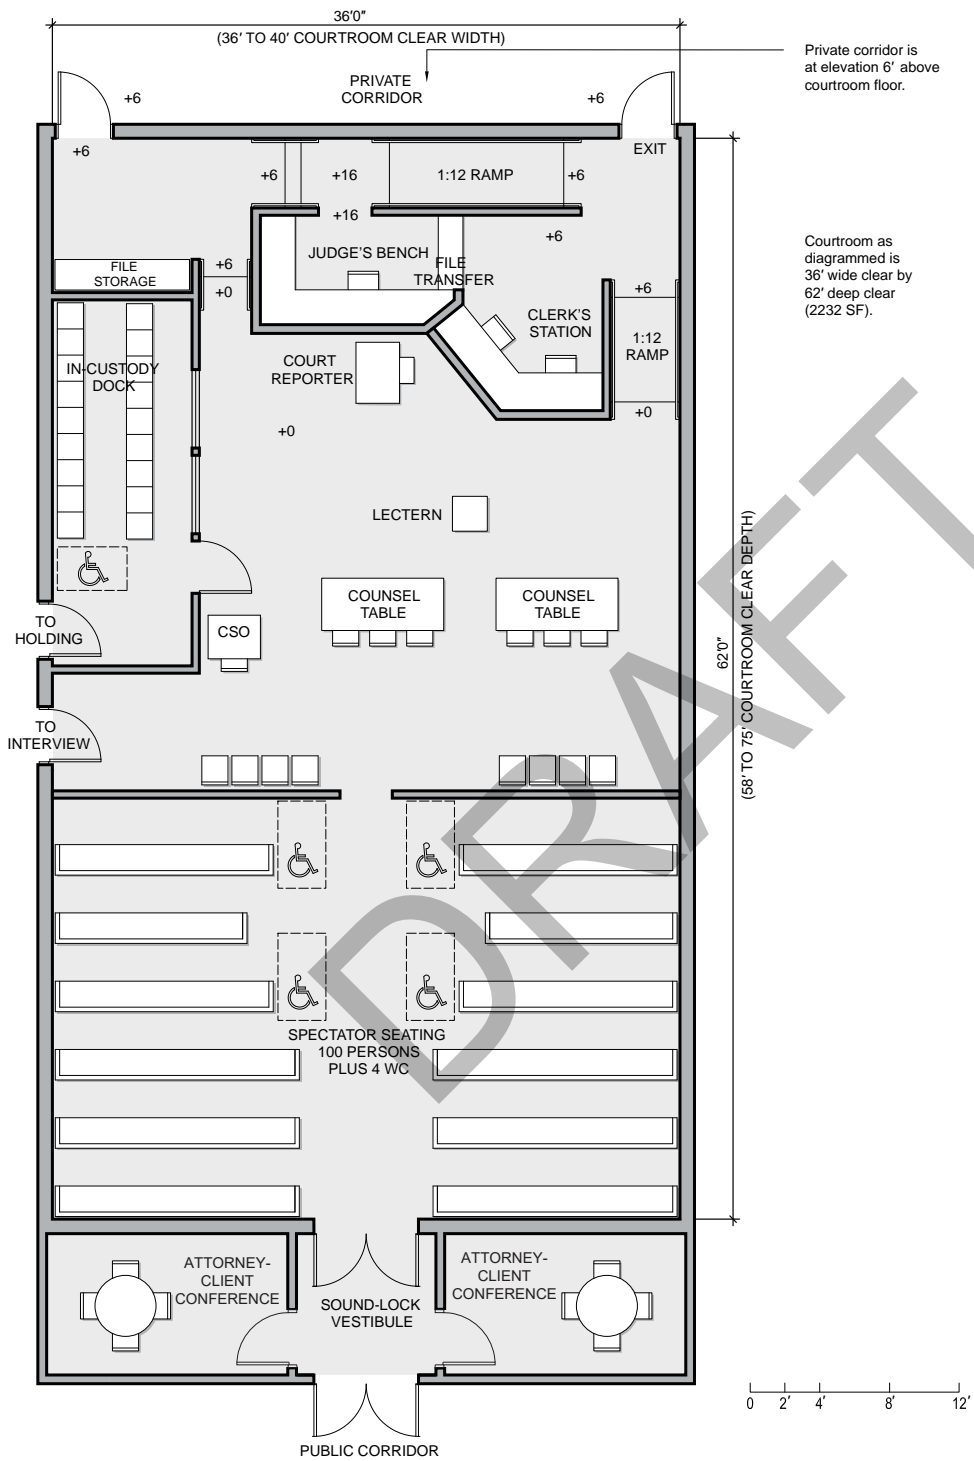 36′0″
(36′ TO 40′ COURTROOM CLEAR WIDTH)
Private corridor is
at elevation 6′ above
courtroom floor.
PRIVATE
CORRIDOR
+6
+6
+6
EXIT
+6
+16
1:12 RAMP
+6
+16
+6
JUDGE'S BENCH
FILE
TRANSFER
FILE
STORAGE
+6
+0
Courtroom as
diagrammed is
36′ wide clear by
62′ deep clear
(2232 SF).
+6
CLERK'S
STATION
1:12
RAMP
+0
IN-CUSTODY
DOCK
COURT
REPORTER
+0
LECTERN
COUNSEL
TABLE
COUNSEL
TABLE
CSO
TO
HOLDING
TO
INTERVIEW
62′0″
(58′ TO 75′ COURTROOM CLEAR DEPTH)
SPECTATOR SEATING
100 PERSONS
PLUS 4 WC
ATTORNEY-
CLIENT
CONFERENCE
SOUND-LOCK
VESTIBULE
ATTORNEY-
CLIENT
CONFERENCE
PUBLIC CORRIDOR
0 2′ 4′ 8′ 12′
DRAFT